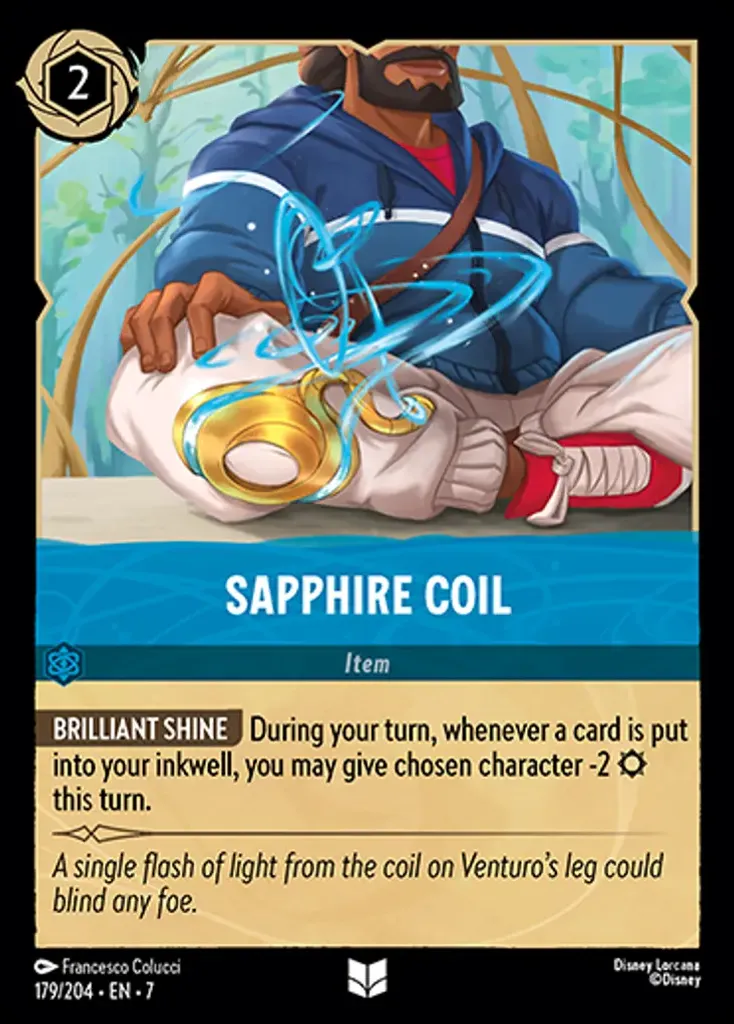 2
SAPPHIRE COIL
Item
BRILLIANT SHINE During your turn, whenever a card is put
into your inkwell, you may give chosen character -2
this turn.
A single flash of light from the coil on Venturo's leg could
blind any foe.
Francesco Colucci
179/204 • EN • 7
Disney Lorcana
©Disney